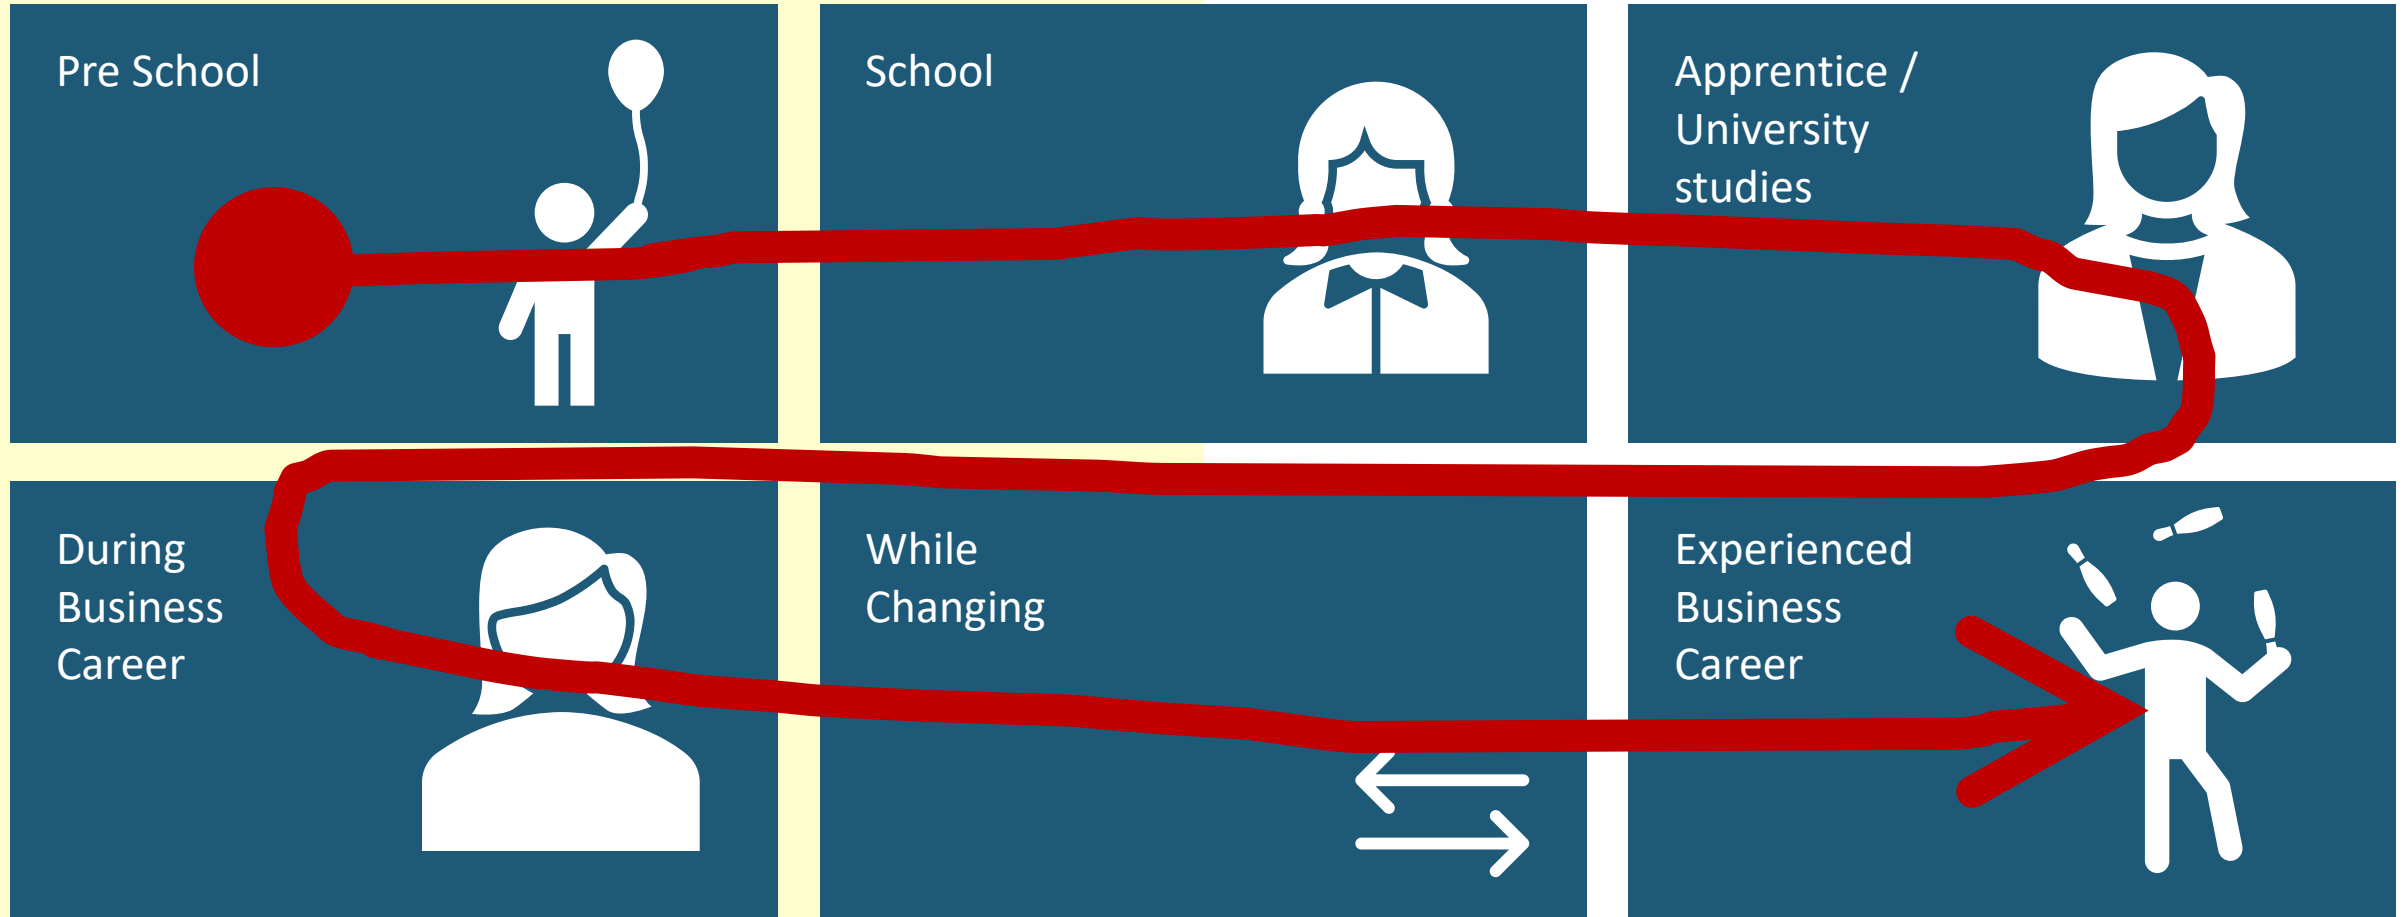 Pre School
School
Apprentice /
University
studies
During
Business
Career
While
Changing
Experienced
Business
Career